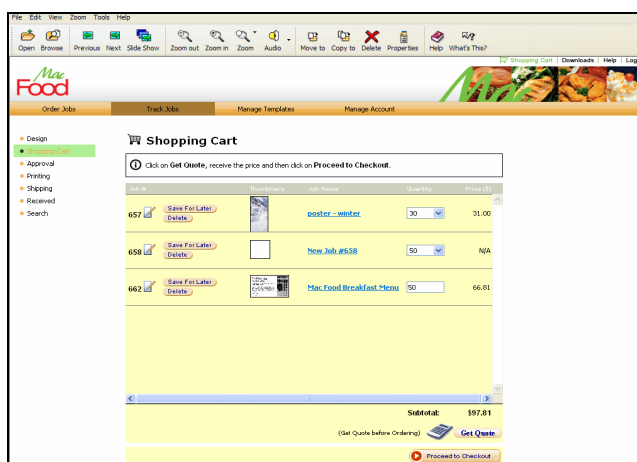 File Edit View Zoom Tools Help
Open Browse Previous Next Slide Show Zoom out Zoom in Zoom Audio Move to Copy to Delete Properties Help What's This?
Shopping Cart | Downloads | Help | Log
Mac
Food
Order Jobs Track Jobs Manage Templates Manage Account
Design
Shopping Cart
Approval
Printing
Shipping
Received
Search
Shopping Cart
Click on Get Quote, receive the price and then click on Proceed to Checkout.
Job # Thumbnails Job Name Quantity Price ($)
657 Save For Later Delete poster - winter 30 31.00
658 Save For Later Delete New Job #658 50 N/A
662 Save For Later Delete Mac Food Breakfast Menu 50 66.81
Subtotal: $97.81
(Get Quote before Ordering) Get Quote
Proceed to Checkout